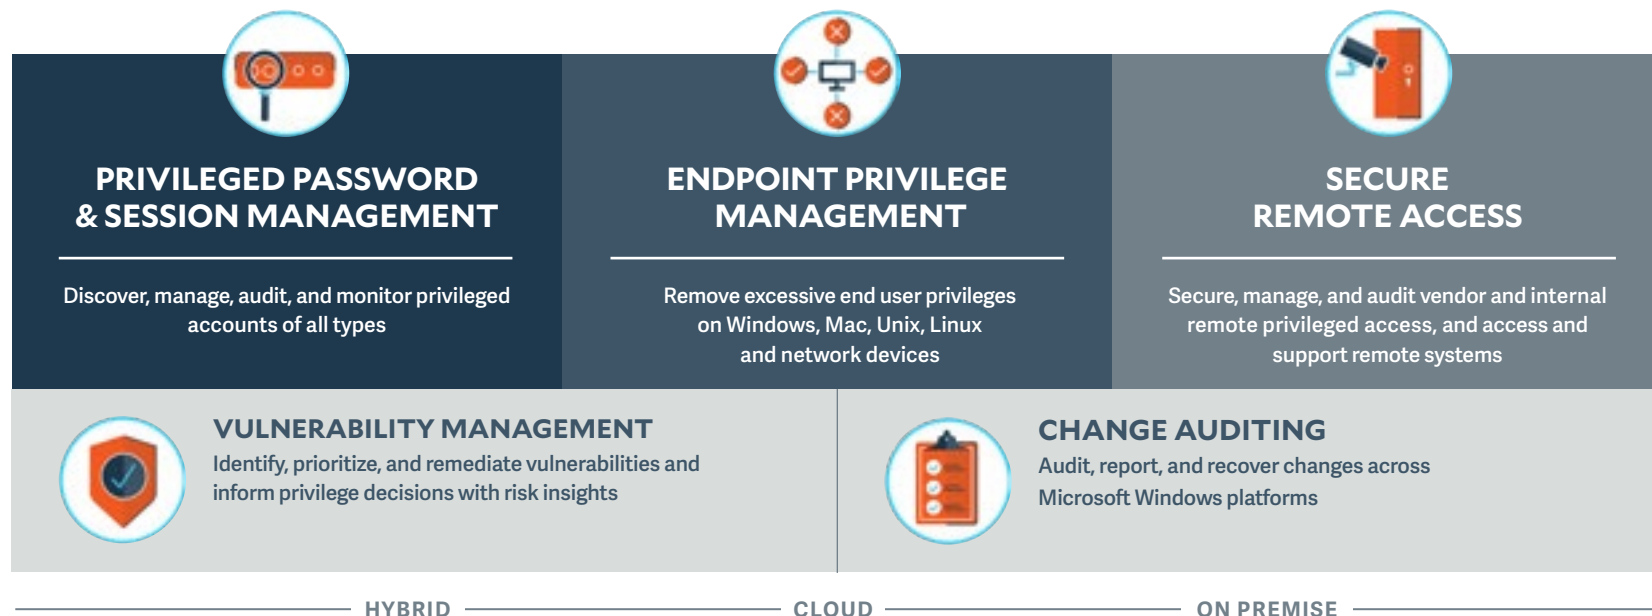 PRIVILEGED PASSWORD
& SESSION MANAGEMENT
Discover, manage, audit, and monitor privileged
accounts of all types
ENDPOINT PRIVILEGE
MANAGEMENT
Remove excessive end user privileges
on Windows, Mac, Unix, Linux
and network devices
SECURE
REMOTE ACCESS
Secure, manage, and audit vendor and internal
remote privileged access, and access and
support remote systems
VULNERABILITY MANAGEMENT
Identify, prioritize, and remediate vulnerabilities and
inform privilege decisions with risk insights
CHANGE AUDITING
Audit, report, and recover changes across
Microsoft Windows platforms
HYBRID
CLOUD
ON PREMISE